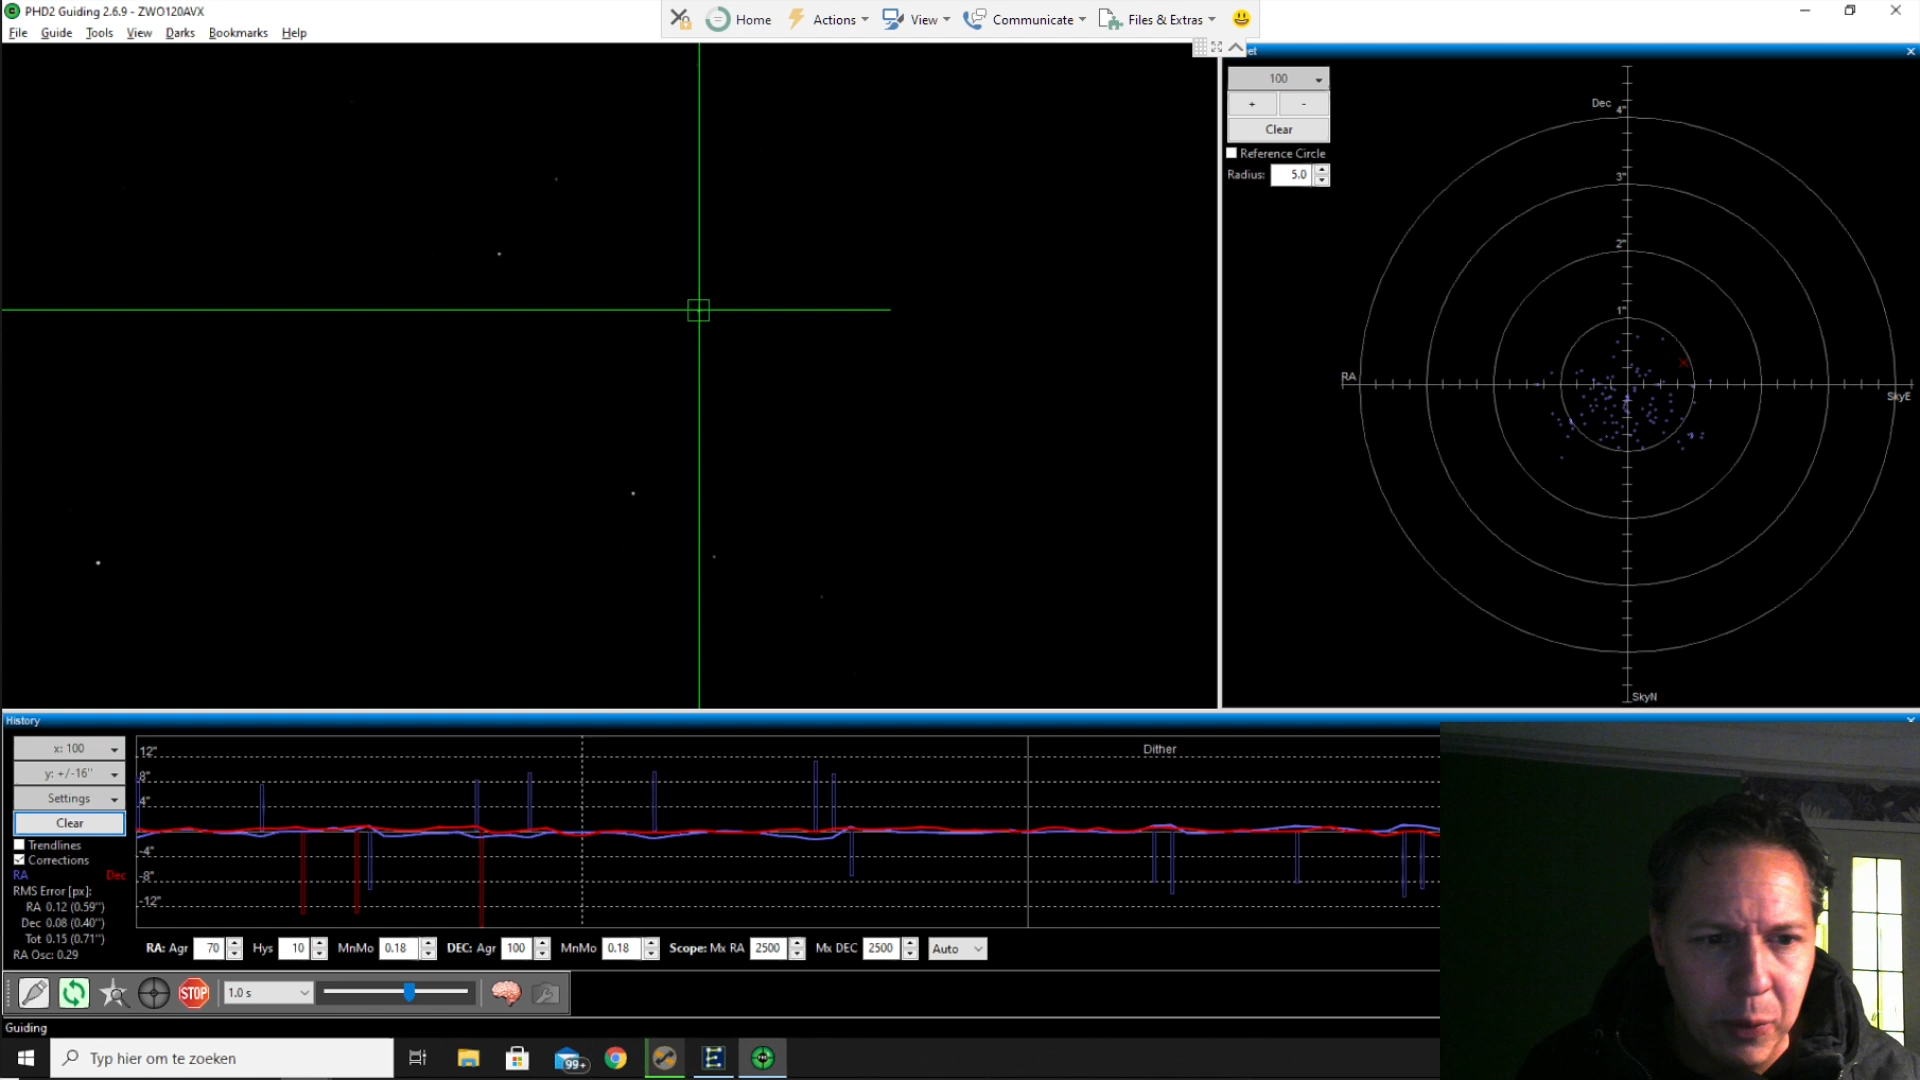 PHD2 Guiding 2.6.9 - ZWO120AVX
Home Actions View Communicate Files & Extras
File Guide Tools View Darks Bookmarks Help
100
+ -
Clear
Reference Circle
Radius: 5.0
Dec
4"
3"
2"
1"
RA
SkyE
SkyN
History
x: 100
y: +/-16"
Settings
Clear
Trendlines
Corrections
RA Dec
RMS Error [px]:
RA 0.12 (0.59")
Dec 0.08 (0.40")
Tot 0.15 (0.71")
RA Osc: 0.29
12"
8"
4"
-4"
-8"
-12"
Dither
RA: Agr 70 Hys 10 MnMo 0.18 DEC: Agr 100 MnMo 0.18 Scope: Mx RA 2500 Mx DEC 2500 Auto
STOP
1.0 s
Guiding
Typ hier om te zoeken
99+